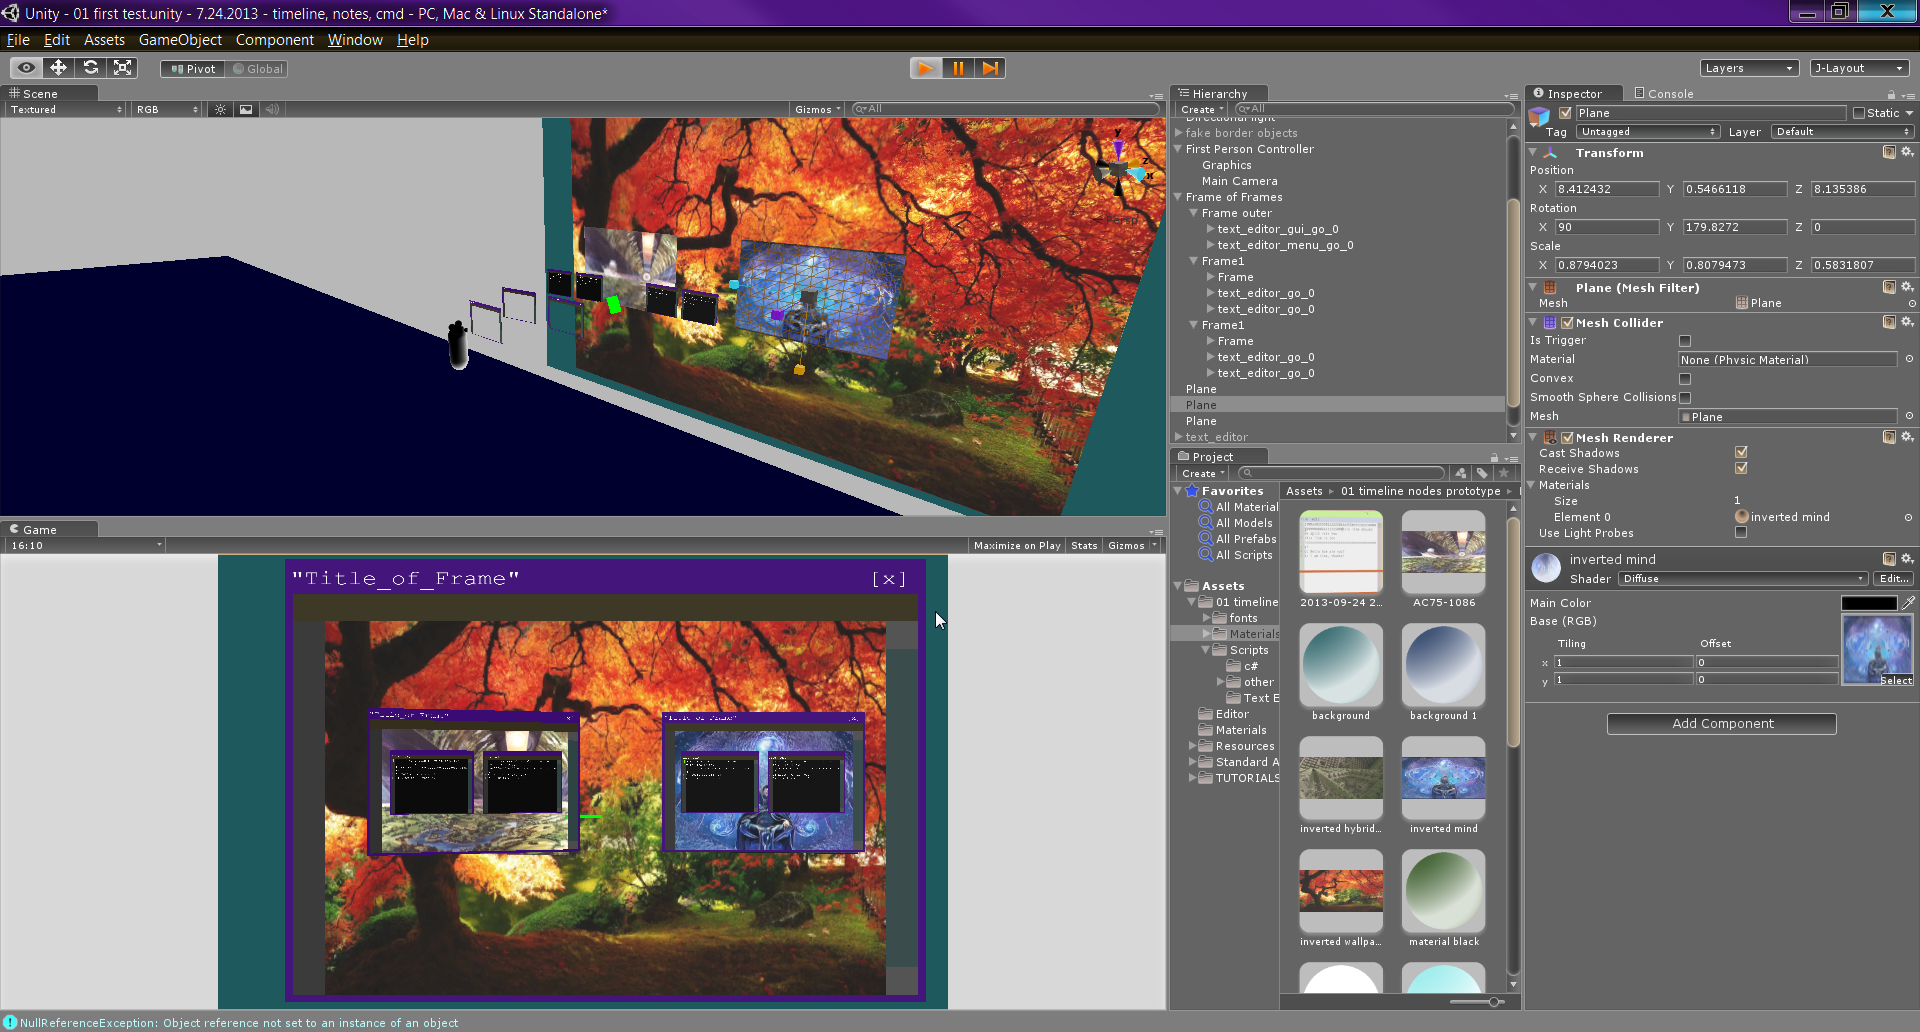 Unity - 01 first test.unity - 7.24.2013 - timeline, notes, cmd - PC, Mac & Linux Standalone*
File Edit Assets GameObject Component Window Help
Pivot Global
Layers
J-Layout
Scene
Textured RGB Gizmos All
Game
16:10 Maximize on Play Stats Gizmos
"Title_of_Frame" [x]
"Title_of_Frame"
"Title_of_Frame"
Hierarchy
Create All
Directional light
fake border objects
First Person Controller
Graphics
Main Camera
Frame of Frames
Frame outer
text_editor_gui_go_0
text_editor_menu_go_0
Frame1
Frame
text_editor_go_0
text_editor_go_0
Frame1
Frame
text_editor_go_0
text_editor_go_0
Plane
Plane
Plane
text_editor
Project
Create
Favorites
All Material
All Models
All Prefabs
All Scripts
Assets
01 timeline
fonts
Materials
Scripts
c#
other
Text E
Editor
Materials
Resources
Standard A
TUTORIALS
Assets 01 timeline nodes prototype
2013-09-24 2... AC75-1086
background background 1
inverted hybrid... inverted mind
inverted wallpa... material black
Inspector Console
Plane Static
Tag Untagged Layer Default
Transform
Position
X 8.412432 Y 0.5466118 Z 8.135386
Rotation
X 90 Y 179.8272 Z 0
Scale
X 0.8794023 Y 0.8079473 Z 0.5831807
Plane (Mesh Filter)
Mesh Plane
Mesh Collider
Is Trigger
Material None (Physic Material)
Convex
Smooth Sphere Collisions
Mesh Plane
Mesh Renderer
Cast Shadows
Receive Shadows
Materials
Size 1
Element 0 inverted mind
Use Light Probes
inverted mind
Shader Diffuse Edit...
Main Color
Base (RGB)
Tiling Offset
x 1 0
y 1 0
Select
Add Component
NullReferenceException: Object reference not set to an instance of an object